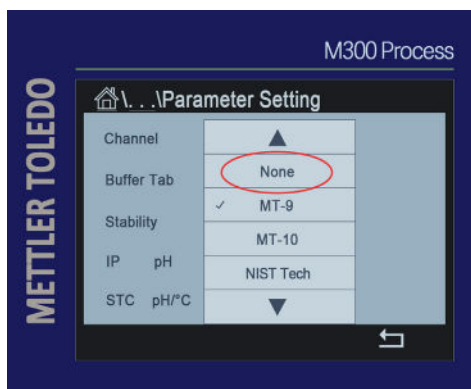 M300 Process
METTLER TOLEDO
\. . .\Parameter Setting
Channel
Buffer Tab
Stability
IP pH
STC pH/°C
None
MT-9
MT-10
NIST Tech